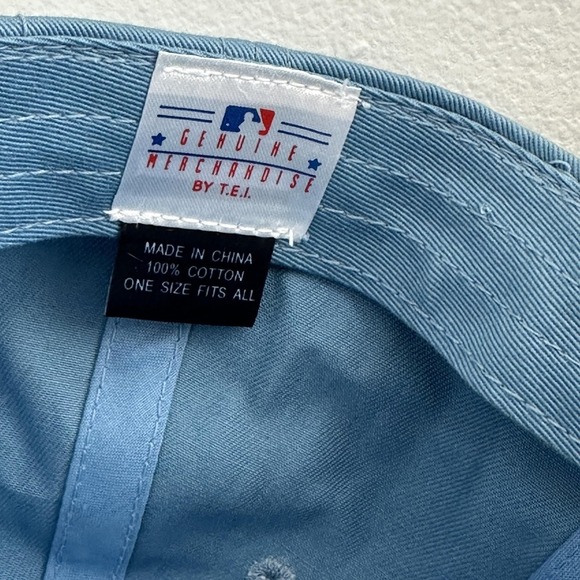 GENUINE
MERCHANDISE
BY T.E.I.
MADE IN CHINA
100% COTTON
ONE SIZE FITS ALL